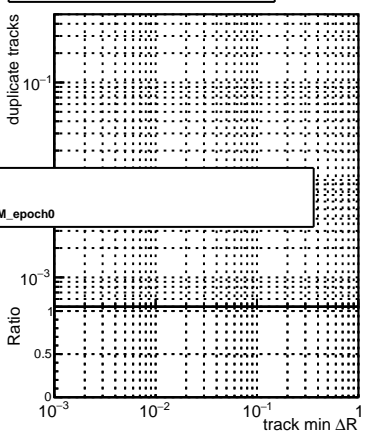 duplicate tracks
10⁻¹
M_epoch0
10⁻³
Ratio
1
0.5
0
10⁻³ 10⁻² 10⁻¹ 1
track min ΔR